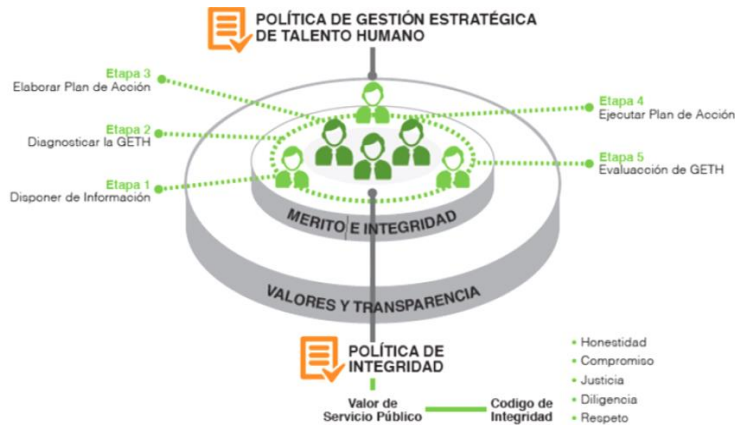 POLÍTICA DE GESTIÓN ESTRATÉGICA
DE TALENTO HUMANO
Etapa 3
Elaborar Plan de Acción
Etapa 2
Diagnosticar la GETH
Etapa 1
Disponer de Información
Etapa 4
Ejecutar Plan de Acción
Etapa 5
Evaluacción de GETH
MERITO E INTEGRIDAD
VALORES Y TRANSPARENCIA
POLÍTICA DE
INTEGRIDAD
Valor de
Servicio Público
Codigo de
Integridad
• Honestidad
• Compromiso
• Justicia
• Diligencia
• Respeto